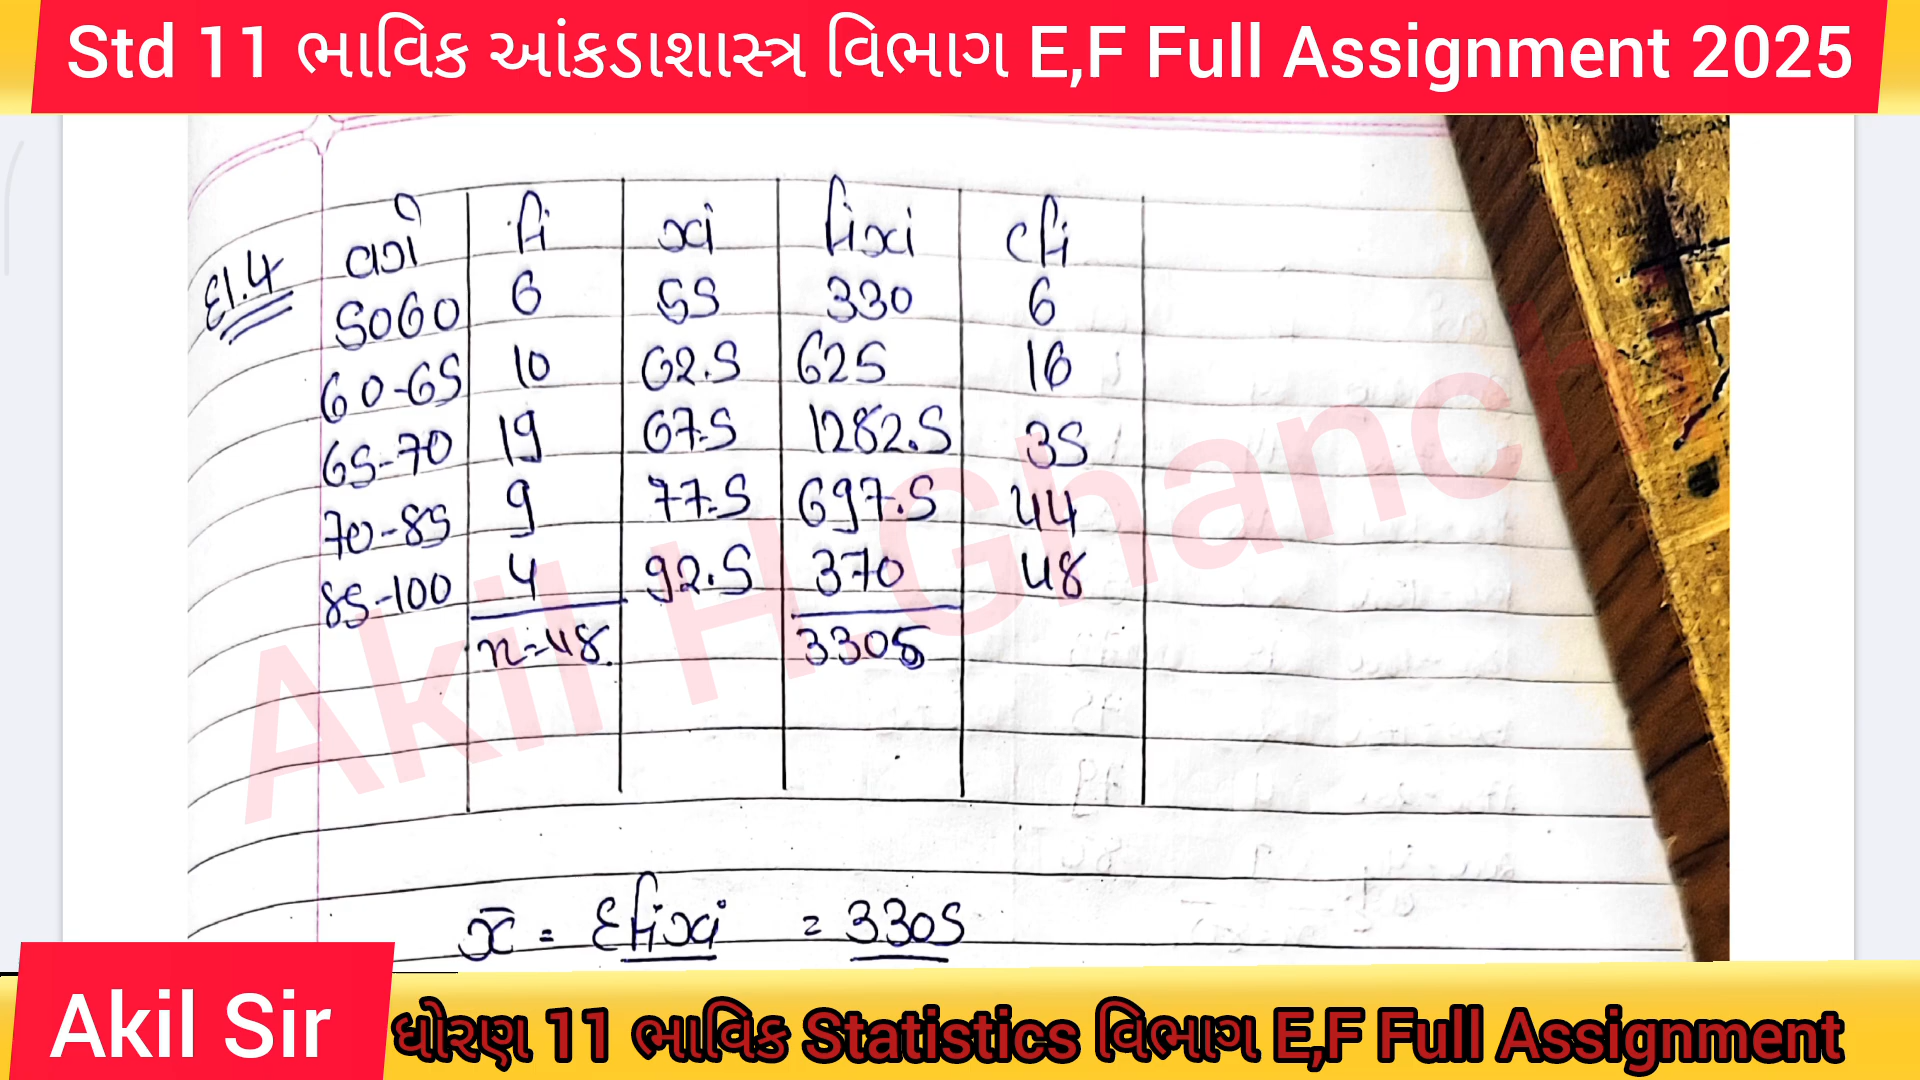 Std 11 ભાવિક આંકડાશાસ્ત્ર વિભાગ E,F Full Assignment 2025
દા.4 વર્ગ fi xi fixi cfi
50 60 6 55 330 6
60-65 10 62.5 625 16
65-70 19 67.5 1282.5 35
70-85 9 77.5 697.5 44
85-100 4 92.5 370 48
n=48 3305
x̄ = Σfixi = 3305
Akil H Ghanch
Akil Sir
ધોરણ 11 ભાવિક Statistics વિભાગ E,F Full Assignment